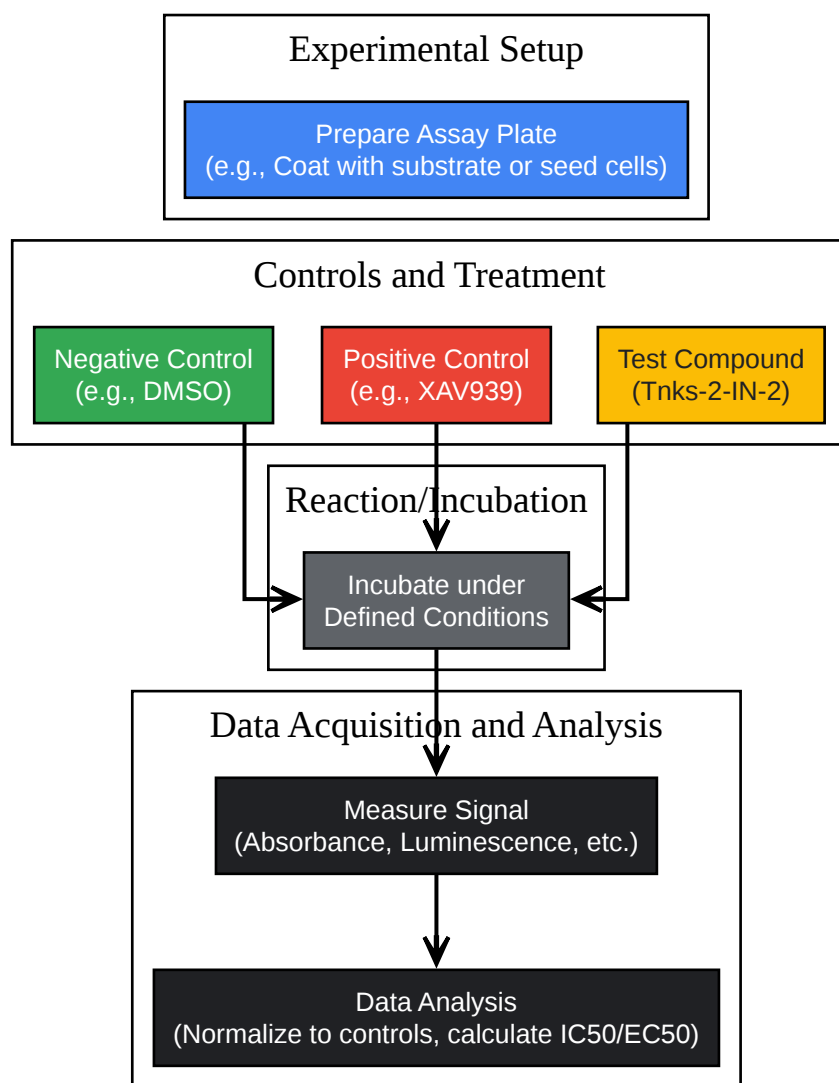 Experimental Setup
Prepare Assay Plate
(e.g., Coat with substrate or seed cells)
Controls and Treatment
Negative Control
(e.g., DMSO)
Positive Control
(e.g., XAV939)
Test Compound
(Tnks-2-IN-2)
Reaction/Incubation
Incubate under
Defined Conditions
Data Acquisition and Analysis
Measure Signal
(Absorbance, Luminescence, etc.)
Data Analysis
(Normalize to controls, calculate IC50/EC50)